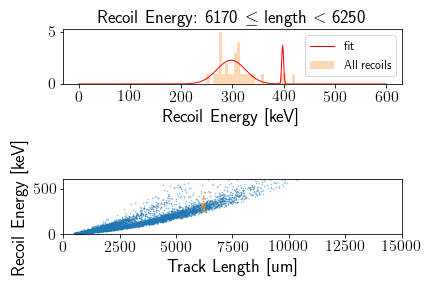 Recoil Energy: 6170 ≤ length < 6250
5
0
fit
All recoils
0 100 200 300 400 500 600
Recoil Energy [keV]
Recoil Energy [keV]
500
0
0 2500 5000 7500 10000 12500 15000
Track Length [um]